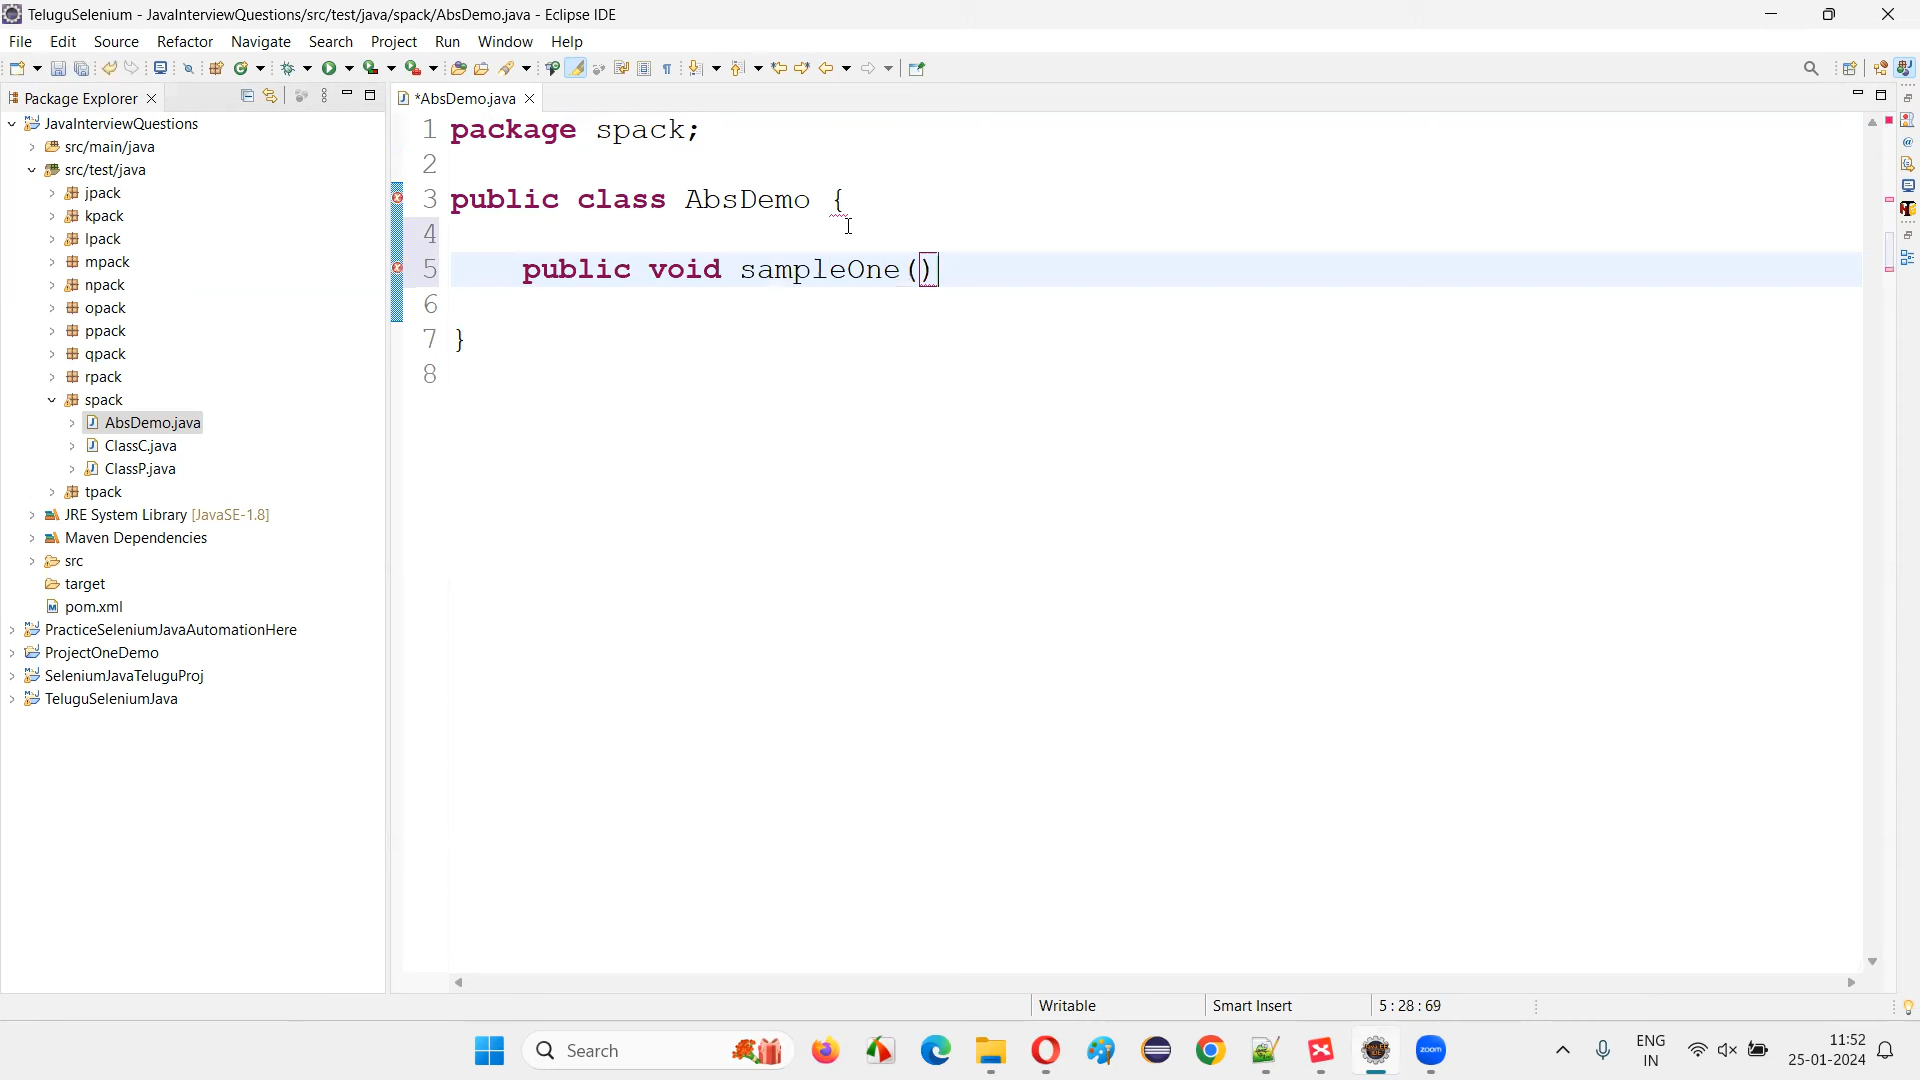 TeluguSelenium - JavaInterviewQuestions/src/test/java/spack/AbsDemo.java - Eclipse IDE
File Edit Source Refactor Navigate Search Project Run Window Help
Package Explorer
*AbsDemo.java
JavaInterviewQuestions
src/main/java
src/test/java
jpack
kpack
lpack
mpack
npack
opack
ppack
qpack
rpack
spack
AbsDemo.java
ClassC.java
ClassP.java
tpack
JRE System Library [JavaSE-1.8]
Maven Dependencies
src
target
pom.xml
PracticeSeleniumJavaAutomationHere
ProjectOneDemo
SeleniumJavaTeluguProj
TeluguSeleniumJava
1 package spack;
2
3 public class AbsDemo {
4
5 public void sampleOne()
6
7 }
8
Writable Smart Insert 5 : 28 : 69
Search
zoom
ENG
IN
11:52
25-01-2024